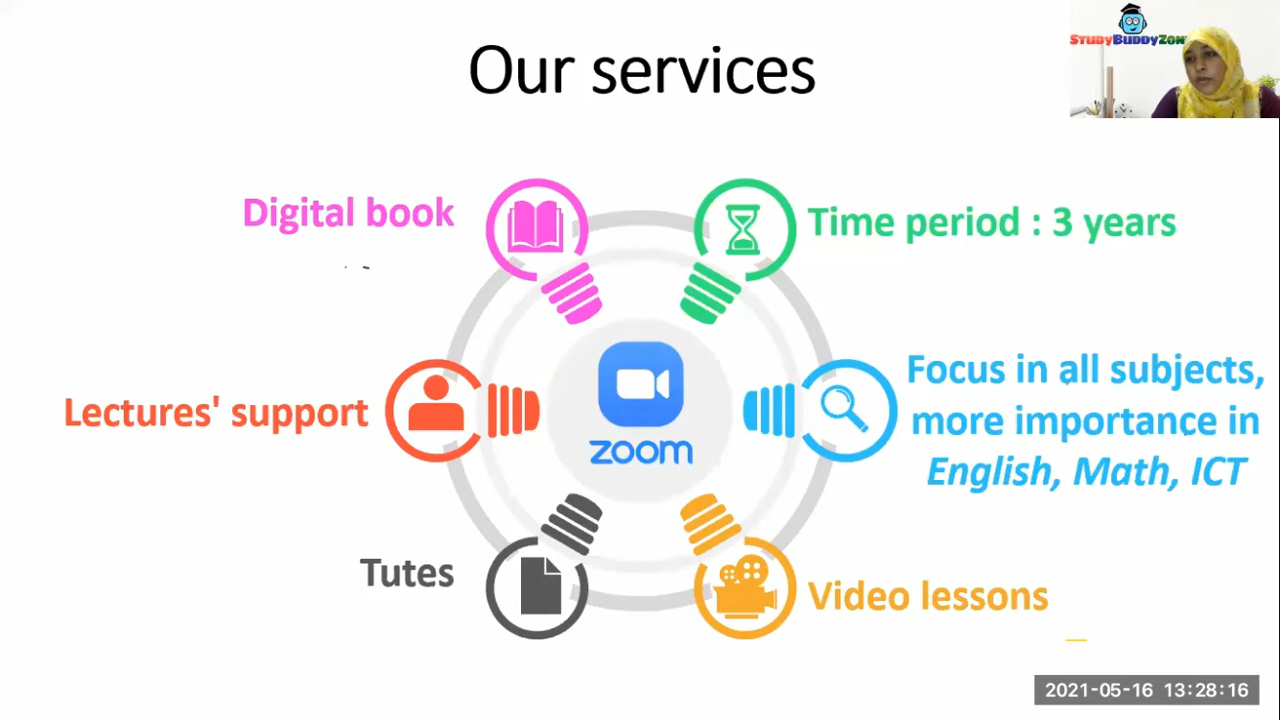 Our services
StudyBuddyZon
Digital book
Time period : 3 years
Lectures' support
zoom
Focus in all subjects,
more importance in
English, Math, ICT
Tutes
Video lessons
2021-05-16 13:28:16